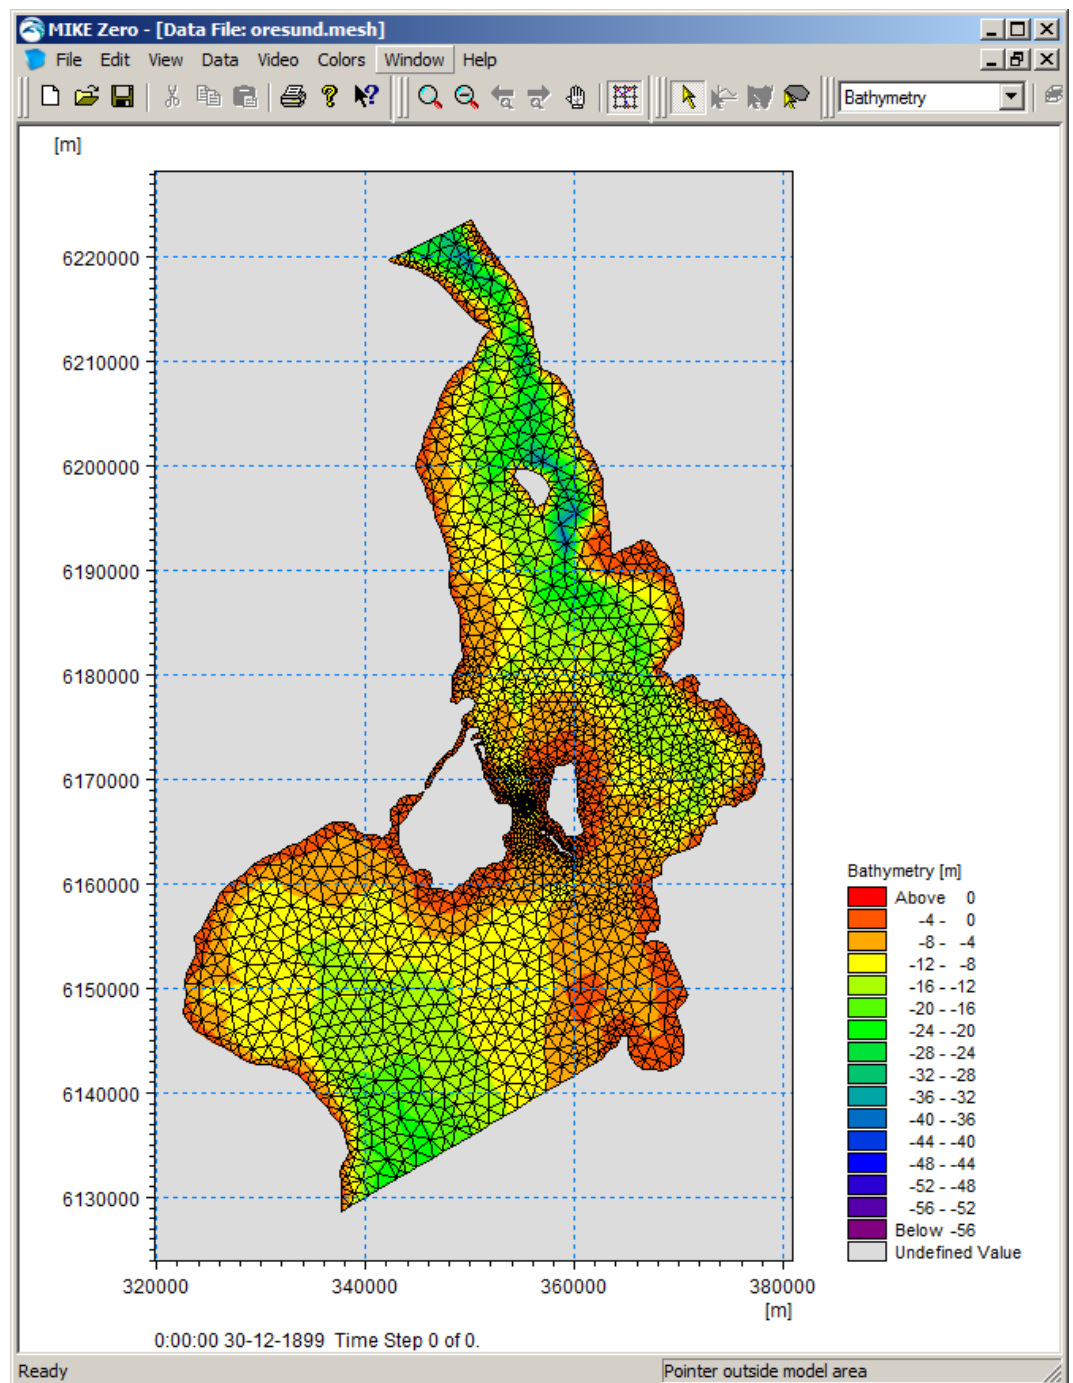 MIKE Zero - [Data File: oresund.mesh]
File Edit View Data Video Colors Window Help
Bathymetry
[m]
6220000
6210000
6200000
6190000
6180000
6170000
6160000
6150000
6140000
6130000
320000 340000 360000 380000
[m]
Bathymetry [m]
Above 0
-4 - 0
-8 - -4
-12 - -8
-16 - -12
-20 - -16
-24 - -20
-28 - -24
-32 - -28
-36 - -32
-40 - -36
-44 - -40
-48 - -44
-52 - -48
-56 - -52
Below -56
Undefined Value
0:00:00 30-12-1899 Time Step 0 of 0.
Ready Pointer outside model area